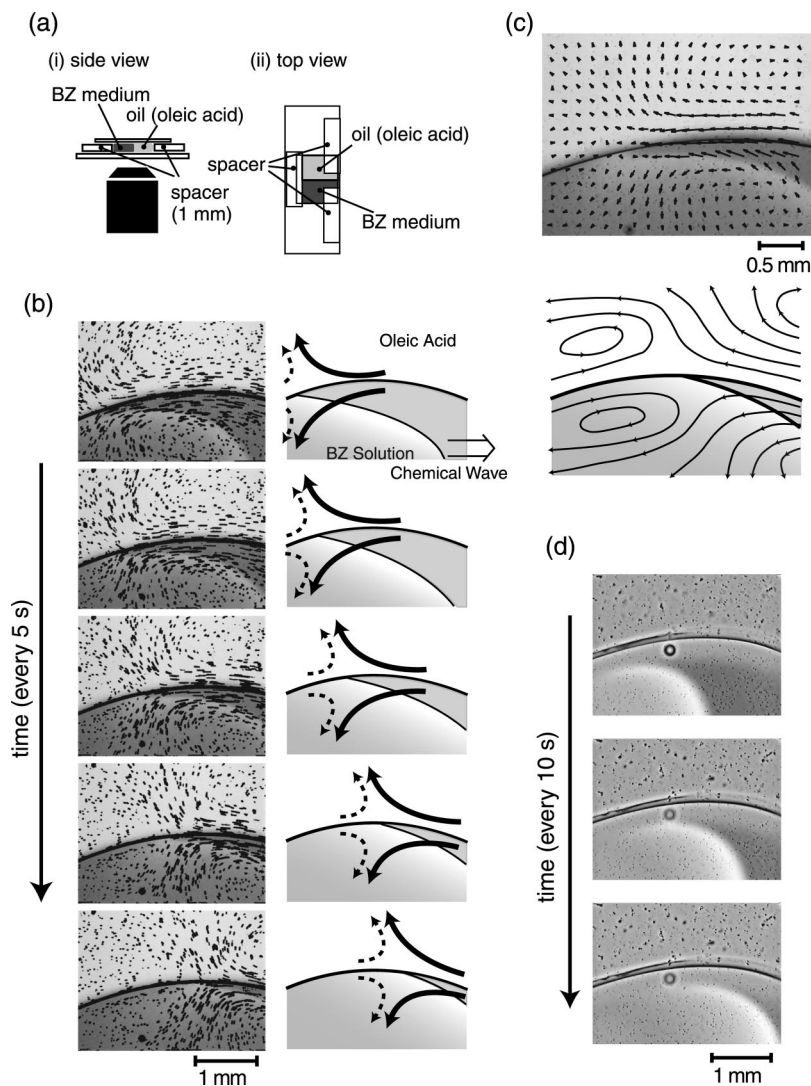 (a)
(i) side view
BZ medium
oil (oleic acid)
spacer
(1 mm)
(ii) top view
oil (oleic acid)
spacer
BZ medium
(b)
Oleic Acid
BZ Solution
Chemical Wave
time (every 5 s)
1 mm
(c)
0.5 mm
(d)
time (every 10 s)
1 mm